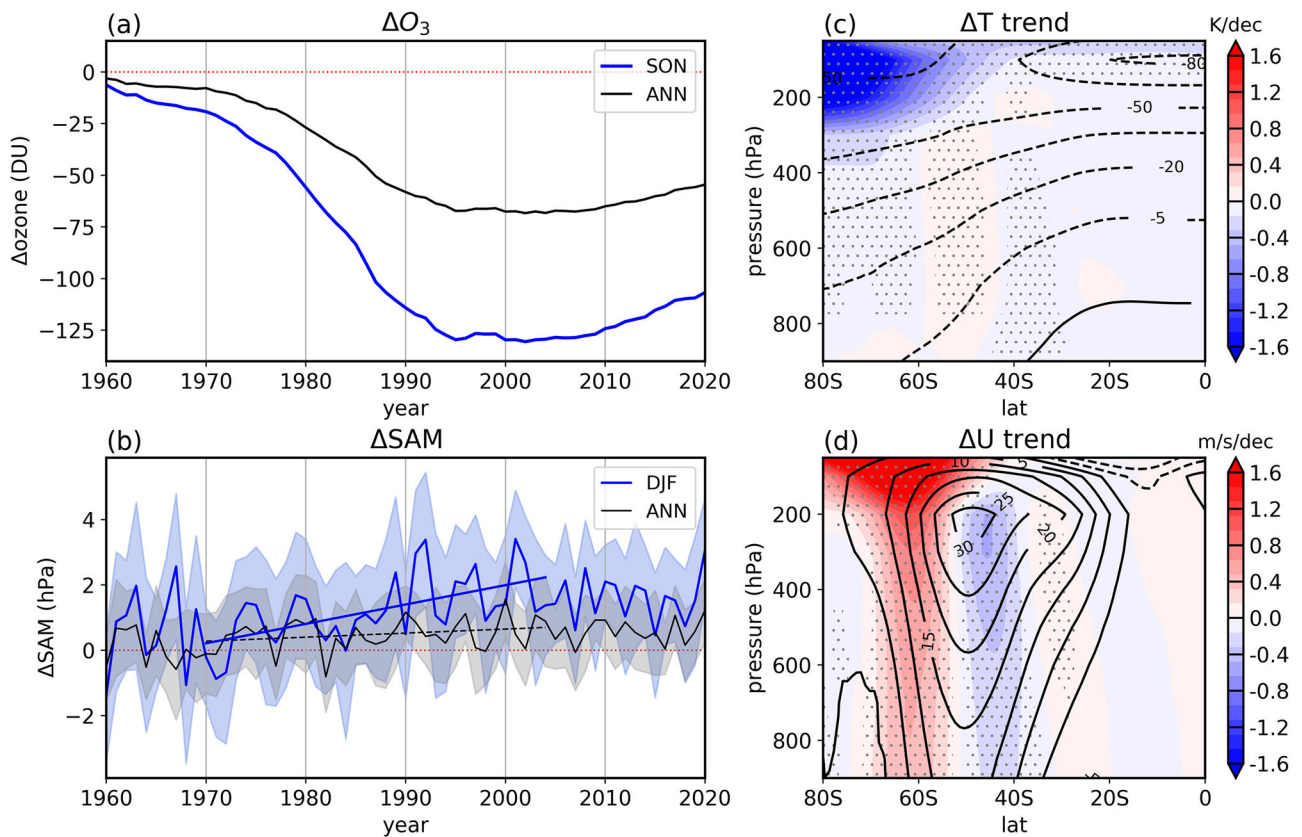 (a) ΔO₃
SON
ANN
0
−25
−50
−75
−100
−125
Δozone (DU)
1960 1970 1980 1990 2000 2010 2020
year
(c) ΔT trend K/dec
200
400
600
800
pressure (hPa)
-80
-50
-20
-5
80S 60S 40S 20S 0
lat
1.6
1.2
0.8
0.4
0.0
-0.4
-0.8
-1.2
-1.6
(b) ΔSAM
DJF
ANN
4
2
0
−2
ΔSAM (hPa)
1960 1970 1980 1990 2000 2010 2020
year
(d) ΔU trend m/s/dec
200
400
600
800
pressure (hPa)
10
5
25
20
30
15
80S 60S 40S 20S 0
lat
1.6
1.2
0.8
0.4
0.0
-0.4
-0.8
-1.2
-1.6